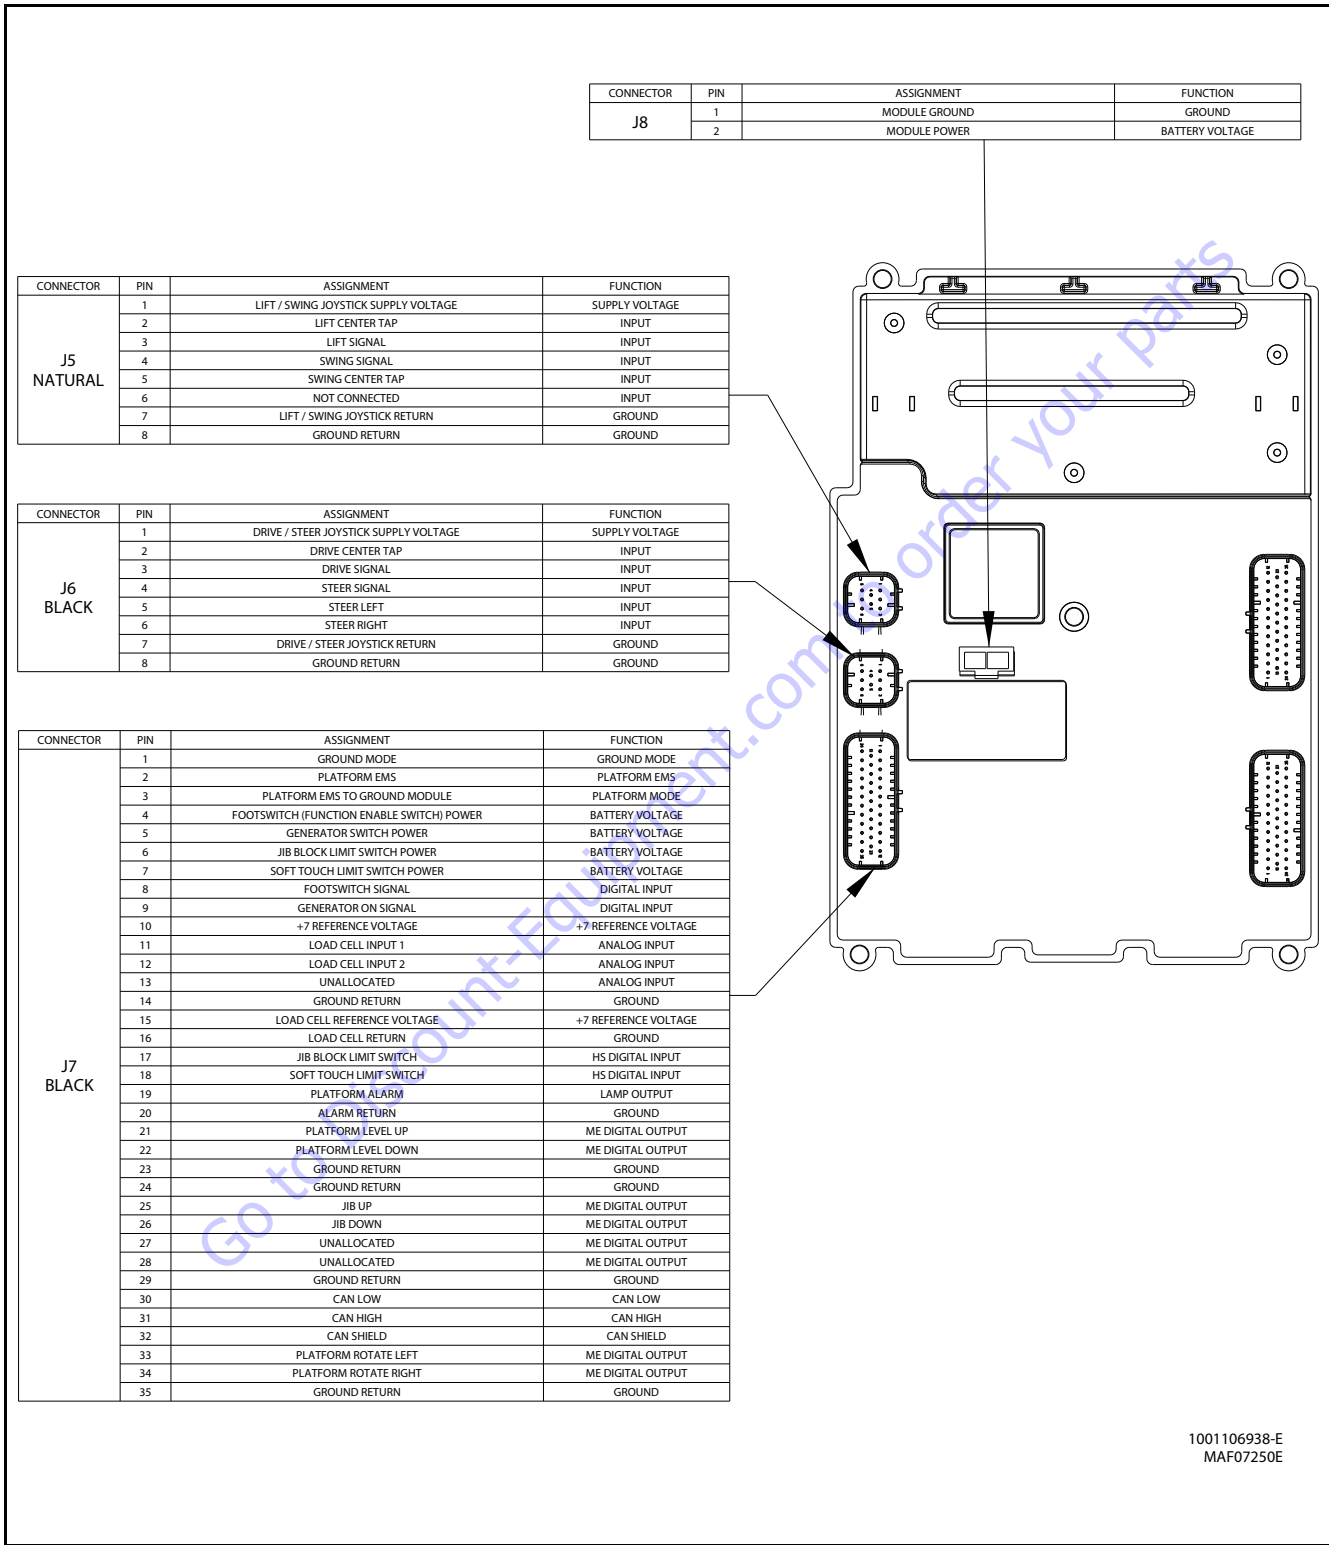 CONNECTOR PIN ASSIGNMENT FUNCTION
J8
1 MODULE GROUND GROUND
2 MODULE POWER BATTERY VOLTAGE
CONNECTOR PIN ASSIGNMENT FUNCTION
J5
NATURAL
1 LIFT / SWING JOYSTICK SUPPLY VOLTAGE SUPPLY VOLTAGE
2 LIFT CENTER TAP INPUT
3 LIFT SIGNAL INPUT
4 SWING SIGNAL INPUT
5 SWING CENTER TAP INPUT
6 NOT CONNECTED INPUT
7 LIFT / SWING JOYSTICK RETURN GROUND
8 GROUND RETURN GROUND
CONNECTOR PIN ASSIGNMENT FUNCTION
J6
BLACK
1 DRIVE / STEER JOYSTICK SUPPLY VOLTAGE SUPPLY VOLTAGE
2 DRIVE CENTER TAP INPUT
3 DRIVE SIGNAL INPUT
4 STEER SIGNAL INPUT
5 STEER LEFT INPUT
6 STEER RIGHT INPUT
7 DRIVE / STEER JOYSTICK RETURN GROUND
8 GROUND RETURN GROUND
CONNECTOR PIN ASSIGNMENT FUNCTION
J7
BLACK
1 GROUND MODE GROUND MODE
2 PLATFORM EMS PLATFORM EMS
3 PLATFORM EMS TO GROUND MODULE PLATFORM MODE
4 FOOTSWITCH (FUNCTION ENABLE SWITCH) POWER BATTERY VOLTAGE
5 GENERATOR SWITCH POWER BATTERY VOLTAGE
6 JIB BLOCK LIMIT SWITCH POWER BATTERY VOLTAGE
7 SOFT TOUCH LIMIT SWITCH POWER BATTERY VOLTAGE
8 FOOTSWITCH SIGNAL DIGITAL INPUT
9 GENERATOR ON SIGNAL DIGITAL INPUT
10 +7 REFERENCE VOLTAGE +7 REFERENCE VOLTAGE
11 LOAD CELL INPUT 1 ANALOG INPUT
12 LOAD CELL INPUT 2 ANALOG INPUT
13 UNALLOCATED ANALOG INPUT
14 GROUND RETURN GROUND
15 LOAD CELL REFERENCE VOLTAGE +7 REFERENCE VOLTAGE
16 LOAD CELL RETURN GROUND
17 JIB BLOCK LIMIT SWITCH HS DIGITAL INPUT
18 SOFT TOUCH LIMIT SWITCH HS DIGITAL INPUT
19 PLATFORM ALARM LAMP OUTPUT
20 ALARM RETURN GROUND
21 PLATFORM LEVEL UP ME DIGITAL OUTPUT
22 PLATFORM LEVEL DOWN ME DIGITAL OUTPUT
23 GROUND RETURN GROUND
24 GROUND RETURN GROUND
25 JIB UP ME DIGITAL OUTPUT
26 JIB DOWN ME DIGITAL OUTPUT
27 UNALLOCATED ME DIGITAL OUTPUT
28 UNALLOCATED ME DIGITAL OUTPUT
29 GROUND RETURN GROUND
30 CAN LOW CAN LOW
31 CAN HIGH CAN HIGH
32 CAN SHIELD CAN SHIELD
33 PLATFORM ROTATE LEFT ME DIGITAL OUTPUT
34 PLATFORM ROTATE RIGHT ME DIGITAL OUTPUT
35 GROUND RETURN GROUND
Go to Discount-Equipment.com to order your parts
1001106938-E
MAF07250E